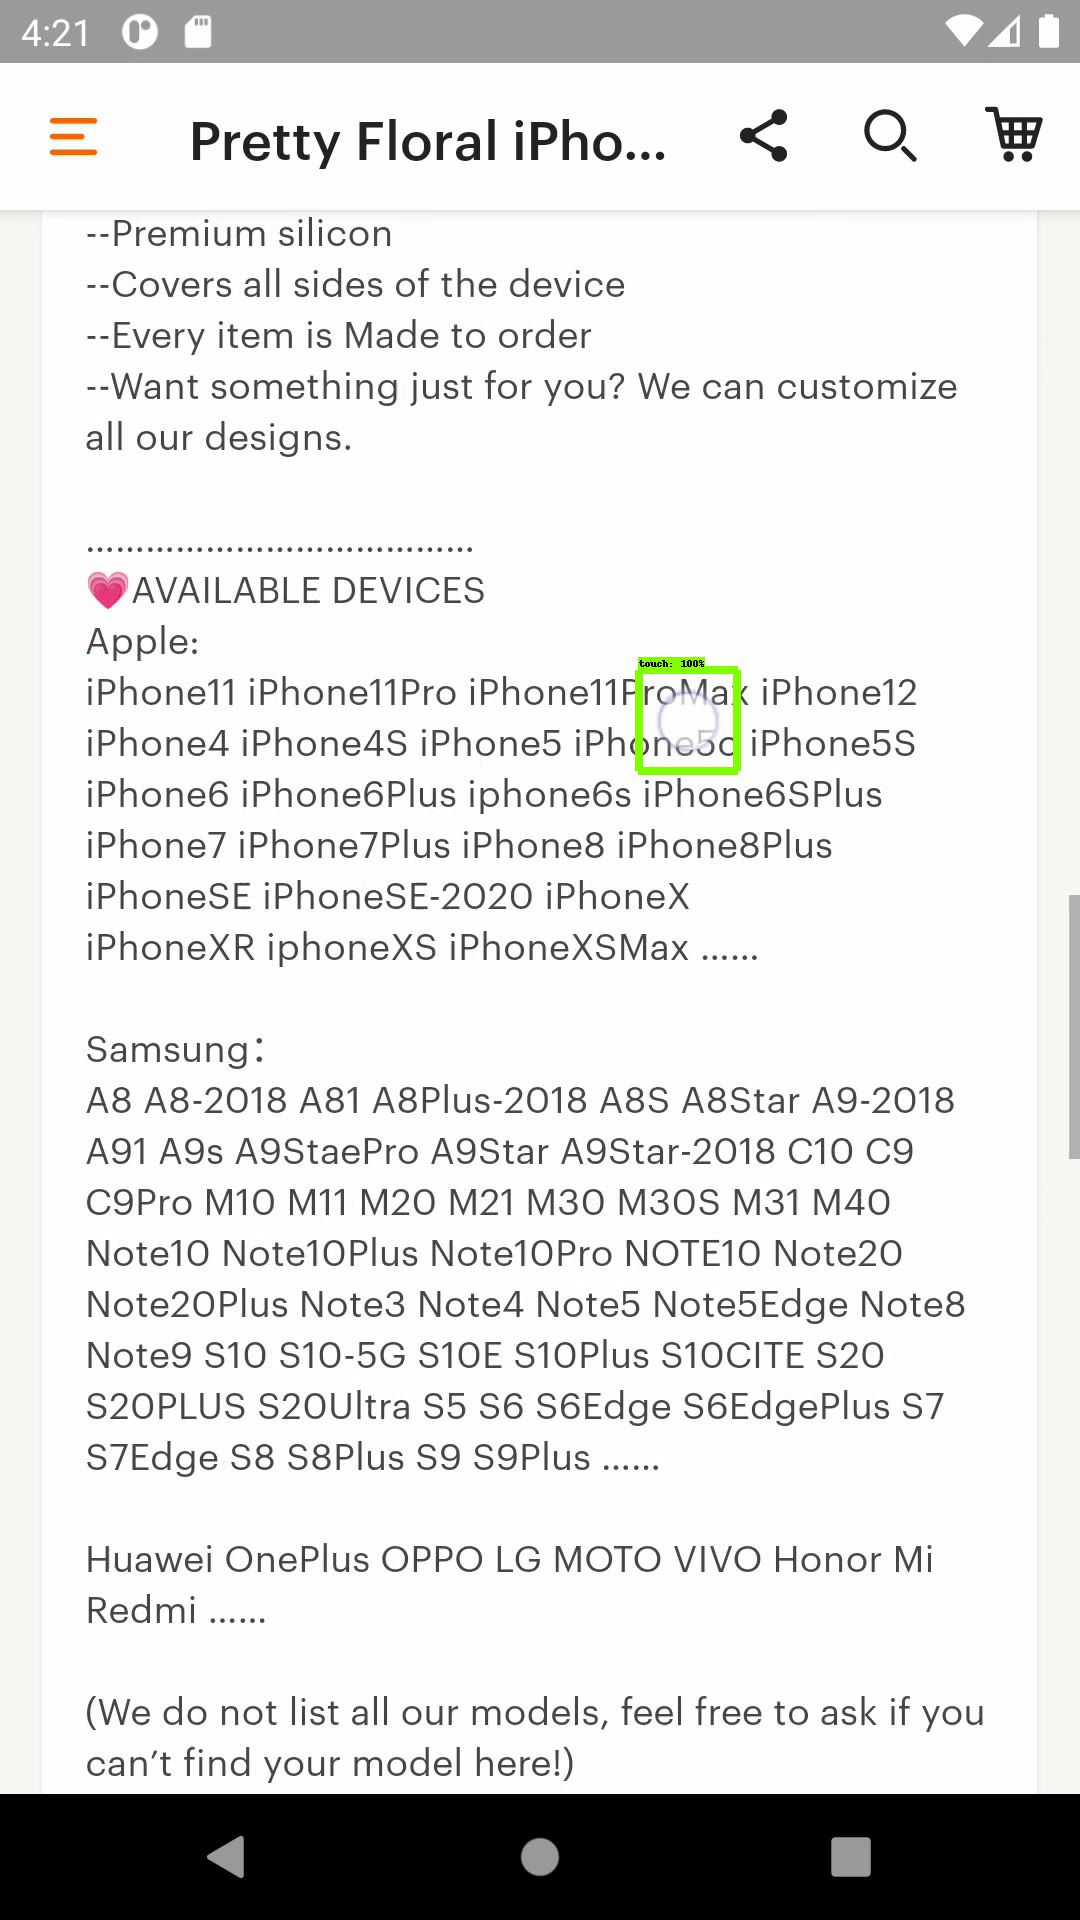 4:21
Pretty Floral iPho...
--Premium silicon
--Covers all sides of the device
--Every item is Made to order
--Want something just for you? We can customize
all our designs.
.......................................
💗AVAILABLE DEVICES
Apple:
touch: 100%
iPhone11 iPhone11Pro iPhone11ProMax iPhone12
iPhone4 iPhone4S iPhone5 iPhone5c iPhone5S
iPhone6 iPhone6Plus iphone6s iPhone6SPlus
iPhone7 iPhone7Plus iPhone8 iPhone8Plus
iPhoneSE iPhoneSE-2020 iPhoneX
iPhoneXR iphoneXS iPhoneXSMax ......
Samsung：
A8 A8-2018 A81 A8Plus-2018 A8S A8Star A9-2018
A91 A9s A9StaePro A9Star A9Star-2018 C10 C9
C9Pro M10 M11 M20 M21 M30 M30S M31 M40
Note10 Note10Plus Note10Pro NOTE10 Note20
Note20Plus Note3 Note4 Note5 Note5Edge Note8
Note9 S10 S10-5G S10E S10Plus S10CITE S20
S20PLUS S20Ultra S5 S6 S6Edge S6EdgePlus S7
S7Edge S8 S8Plus S9 S9Plus ......
Huawei OnePlus OPPO LG MOTO VIVO Honor Mi
Redmi ......
(We do not list all our models, feel free to ask if you
can’t find your model here!)